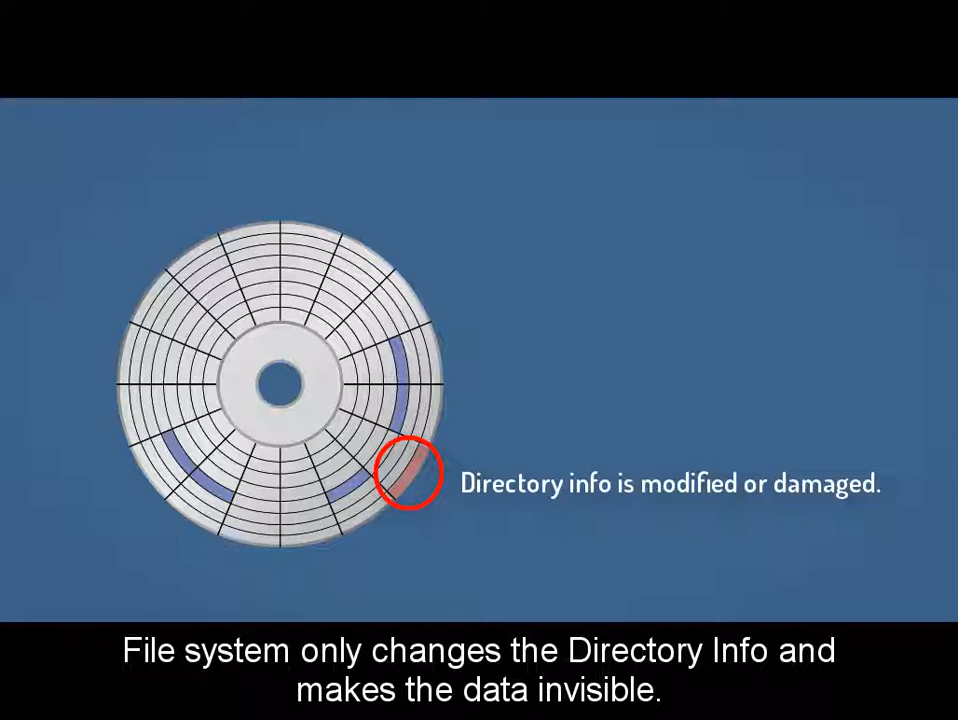 Directory info is modified or damaged.
File system only changes the Directory Info and
makes the data invisible.